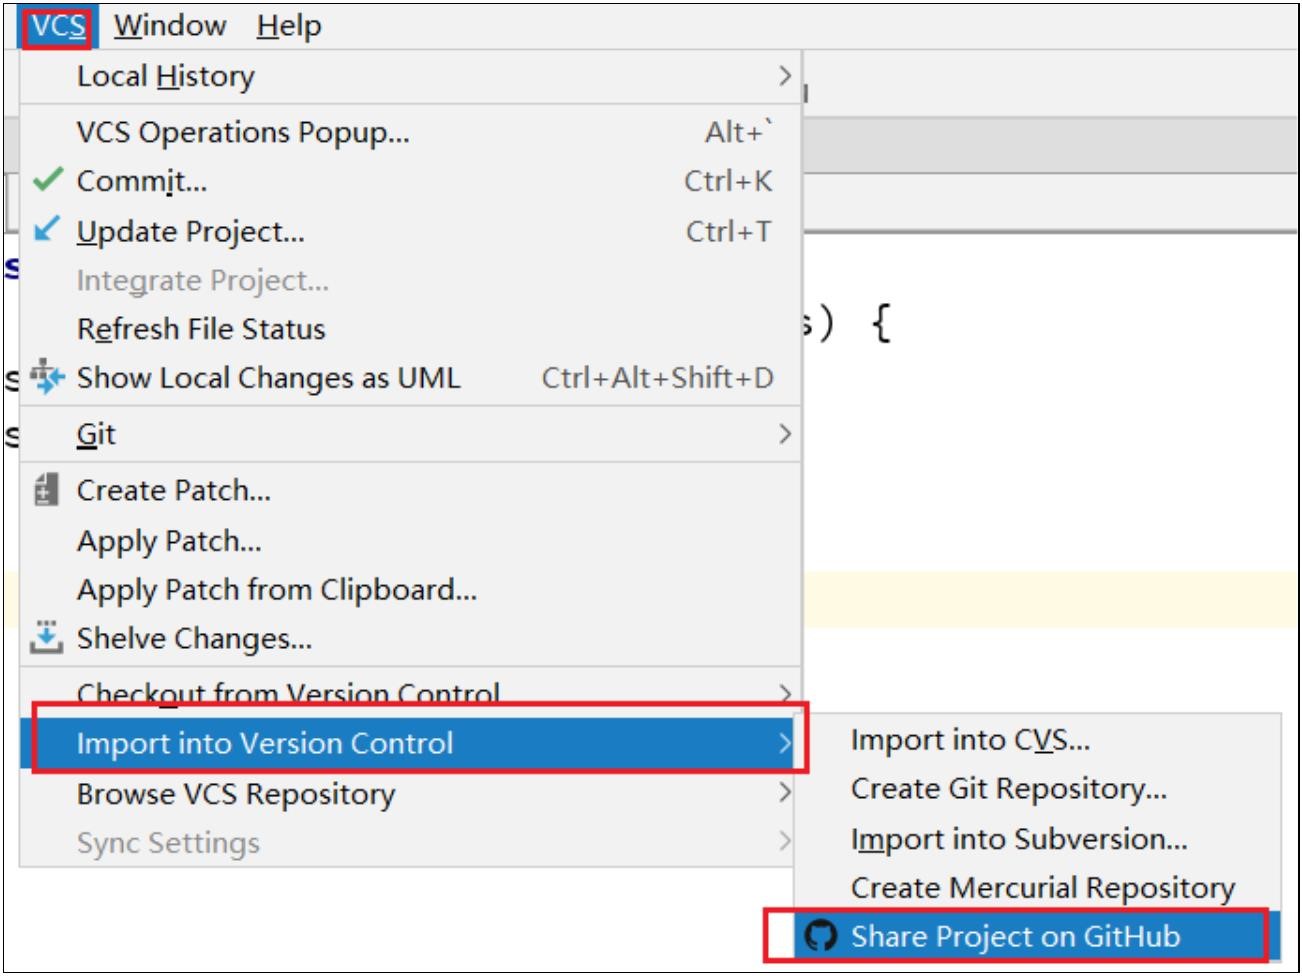 VCS Window Help
Local History
VCS Operations Popup... Alt+`
Commit... Ctrl+K
Update Project... Ctrl+T
s
Integrate Project...
s) {
Refresh File Status
Show Local Changes as UML Ctrl+Alt+Shift+D
s
Git
s
Create Patch...
Apply Patch...
Apply Patch from Clipboard...
Shelve Changes...
Checkout from Version Control
Import into Version Control
Browse VCS Repository
Sync Settings
Import into CVS...
Create Git Repository...
Import into Subversion...
Create Mercurial Repository
Share Project on GitHub